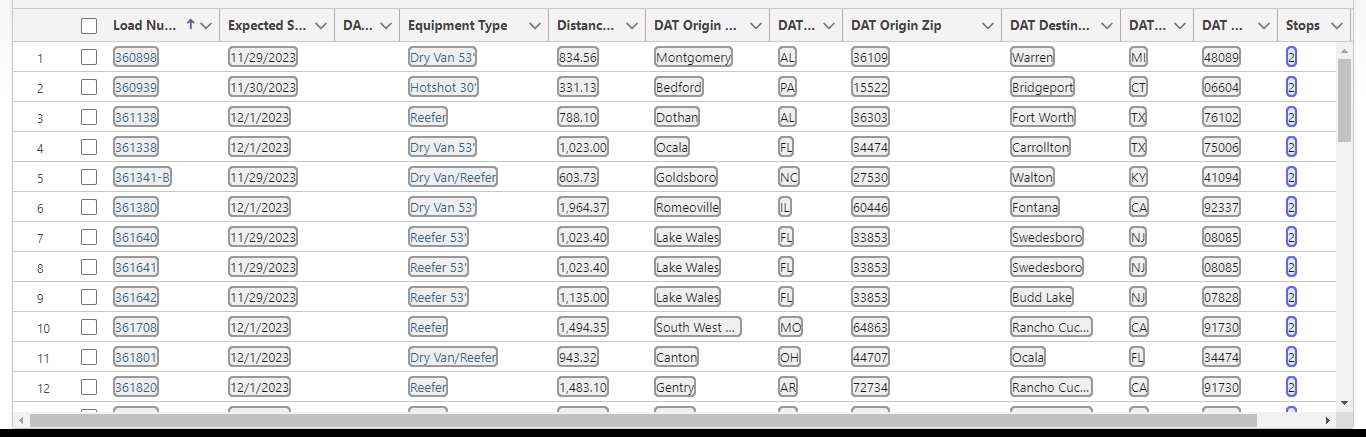 Load Nu... Expected S... DA... Equipment Type Distanc... DAT Origin ... DAT... DAT Origin Zip DAT Destin... DAT... DAT ... Stops
1 360898 11/29/2023 Dry Van 53' 834.56 Montgomery AL 36109 Warren MI 48089 2
2 360939 11/30/2023 Hotshot 30' 331.13 Bedford PA 15522 Bridgeport CT 06604 2
3 361138 12/1/2023 Reefer 788.10 Dothan AL 36303 Fort Worth TX 76102 2
4 361338 12/1/2023 Dry Van 53' 1,023.00 Ocala FL 34474 Carrollton TX 75006 2
5 361341-B 11/29/2023 Dry Van/Reefer 603.73 Goldsboro NC 27530 Walton KY 41094 2
6 361380 12/1/2023 Dry Van 53' 1,964.37 Romeoville IL 60446 Fontana CA 92337 2
7 361640 11/29/2023 Reefer 53' 1,023.40 Lake Wales FL 33853 Swedesboro NJ 08085 2
8 361641 11/29/2023 Reefer 53' 1,023.40 Lake Wales FL 33853 Swedesboro NJ 08085 2
9 361642 11/29/2023 Reefer 53' 1,135.00 Lake Wales FL 33853 Budd Lake NJ 07828 2
10 361708 12/1/2023 Reefer 1,494.35 South West ... MO 64863 Rancho Cuc... CA 91730 2
11 361801 12/1/2023 Dry Van/Reefer 943.32 Canton OH 44707 Ocala FL 34474 2
12 361820 12/1/2023 Reefer 1,483.10 Gentry AR 72734 Rancho Cuc... CA 91730 2